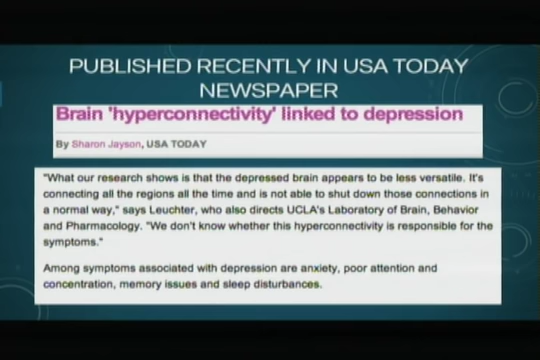 PUBLISHED RECENTLY IN USA TODAY
NEWSPAPER
Brain 'hyperconnectivity' linked to depression
By Sharon Jayson, USA TODAY
"What our research shows is that the depressed brain appears to be less versatile. It's
connecting all the regions all the time and is not able to shut down those connections in
a normal way," says Leuchter, who also directs UCLA's Laboratory of Brain, Behavior
and Pharmacology. "We don't know whether this hyperconnectivity is responsible for the
symptoms."
Among symptoms associated with depression are anxiety, poor attention and
concentration, memory issues and sleep disturbances.